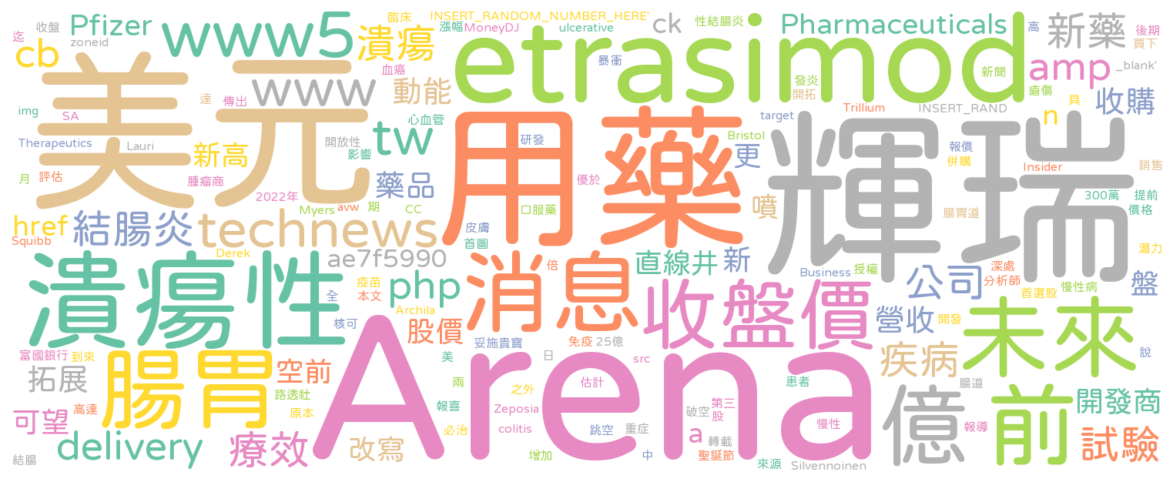 Pfizer
www5
潰瘍
臨床
INSERT_RANDOM_NUMBER_HERE'
漲幅
MoneyDJ
ulcerative
性結腸炎
ck
Pharmaceuticals
新藥
高
後期
買下
迄
收盤
zoneid
cb
血癌
動能
www
etrasimod
暴衝
新聞
發炎
開拓
amp
_blank'
瘡傷
收購
n
員
img
SA
達
傳出
美元
Therapeutics
Lauri
開放性
心血管
影響
tw
用藥
研發
target
Bristol
更
Trillium
INSERT_RAND
輝瑞
報價
併購
Insider
銷售
300萬
提前
價格
月
評估
新高
腫瘤商
2022年
avw
藥品
Myers
期
CC
優於
口服藥
噴
腸胃道
潛力
href
Squibb
結腸炎
technews
Derek
皮膚
首圖
ae7f5990
疫苗
本文
全
Archila
核可
潰瘍性
php
消息
倍
直線井
新
Business
授權
公司
深處
分析師
首選股
慢性病
盤
收盤價
營收
開發
說
股價
妥施貴寶
免疫
25億
富國銀行
到來
拓展
腸胃
空前
路透社
原本
高達
可望
美
兩
報喜
必治
日
src
之外
估計
Zeposia
colitis
患者
破空
第三
股
疾病
未來
腸道
億
前
開發商
報導
試驗
delivery
療效
改寫
Arena
跳空
重症
a
轉載
慢性
聖誕節
結腸
增加
中
來源
Silvennoinen